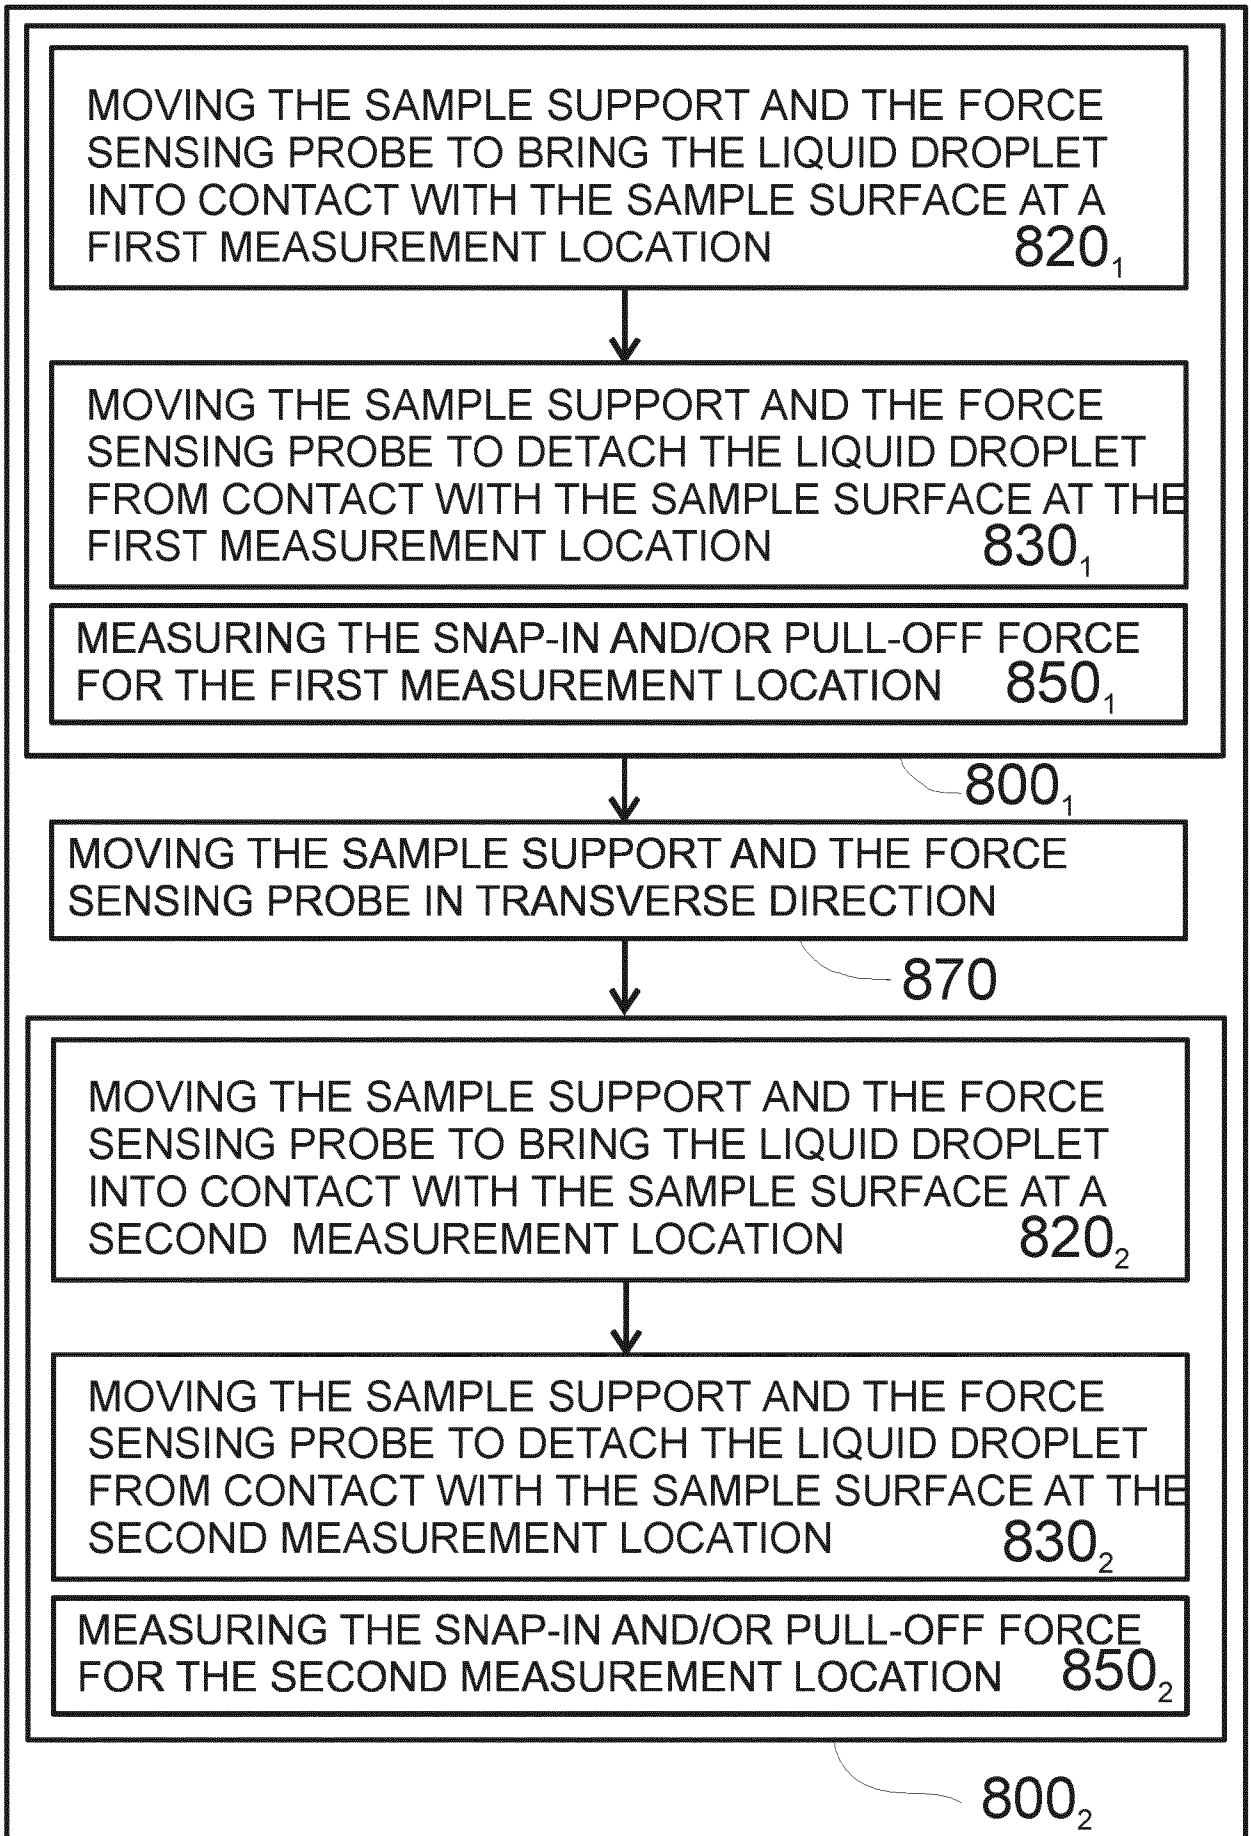 MOVING THE SAMPLE SUPPORT AND THE FORCE
SENSING PROBE TO BRING THE LIQUID DROPLET
INTO CONTACT WITH THE SAMPLE SURFACE AT A
FIRST MEASUREMENT LOCATION 820₁
MOVING THE SAMPLE SUPPORT AND THE FORCE
SENSING PROBE TO DETACH THE LIQUID DROPLET
FROM CONTACT WITH THE SAMPLE SURFACE AT THE
FIRST MEASUREMENT LOCATION 830₁
MEASURING THE SNAP-IN AND/OR PULL-OFF FORCE
FOR THE FIRST MEASUREMENT LOCATION 850₁
800₁
MOVING THE SAMPLE SUPPORT AND THE FORCE
SENSING PROBE IN TRANSVERSE DIRECTION
870
MOVING THE SAMPLE SUPPORT AND THE FORCE
SENSING PROBE TO BRING THE LIQUID DROPLET
INTO CONTACT WITH THE SAMPLE SURFACE AT A
SECOND MEASUREMENT LOCATION 820₂
MOVING THE SAMPLE SUPPORT AND THE FORCE
SENSING PROBE TO DETACH THE LIQUID DROPLET
FROM CONTACT WITH THE SAMPLE SURFACE AT THE
SECOND MEASUREMENT LOCATION 830₂
MEASURING THE SNAP-IN AND/OR PULL-OFF FORCE
FOR THE SECOND MEASUREMENT LOCATION 850₂
800₂